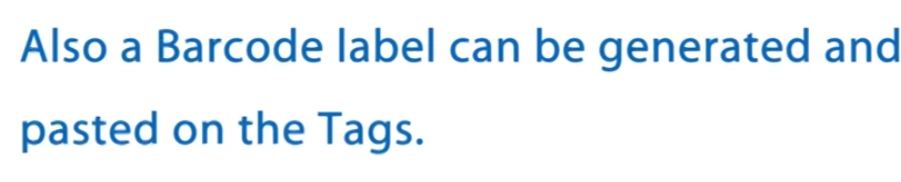 Also a Barcode label can be generated and
pasted on the Tags.